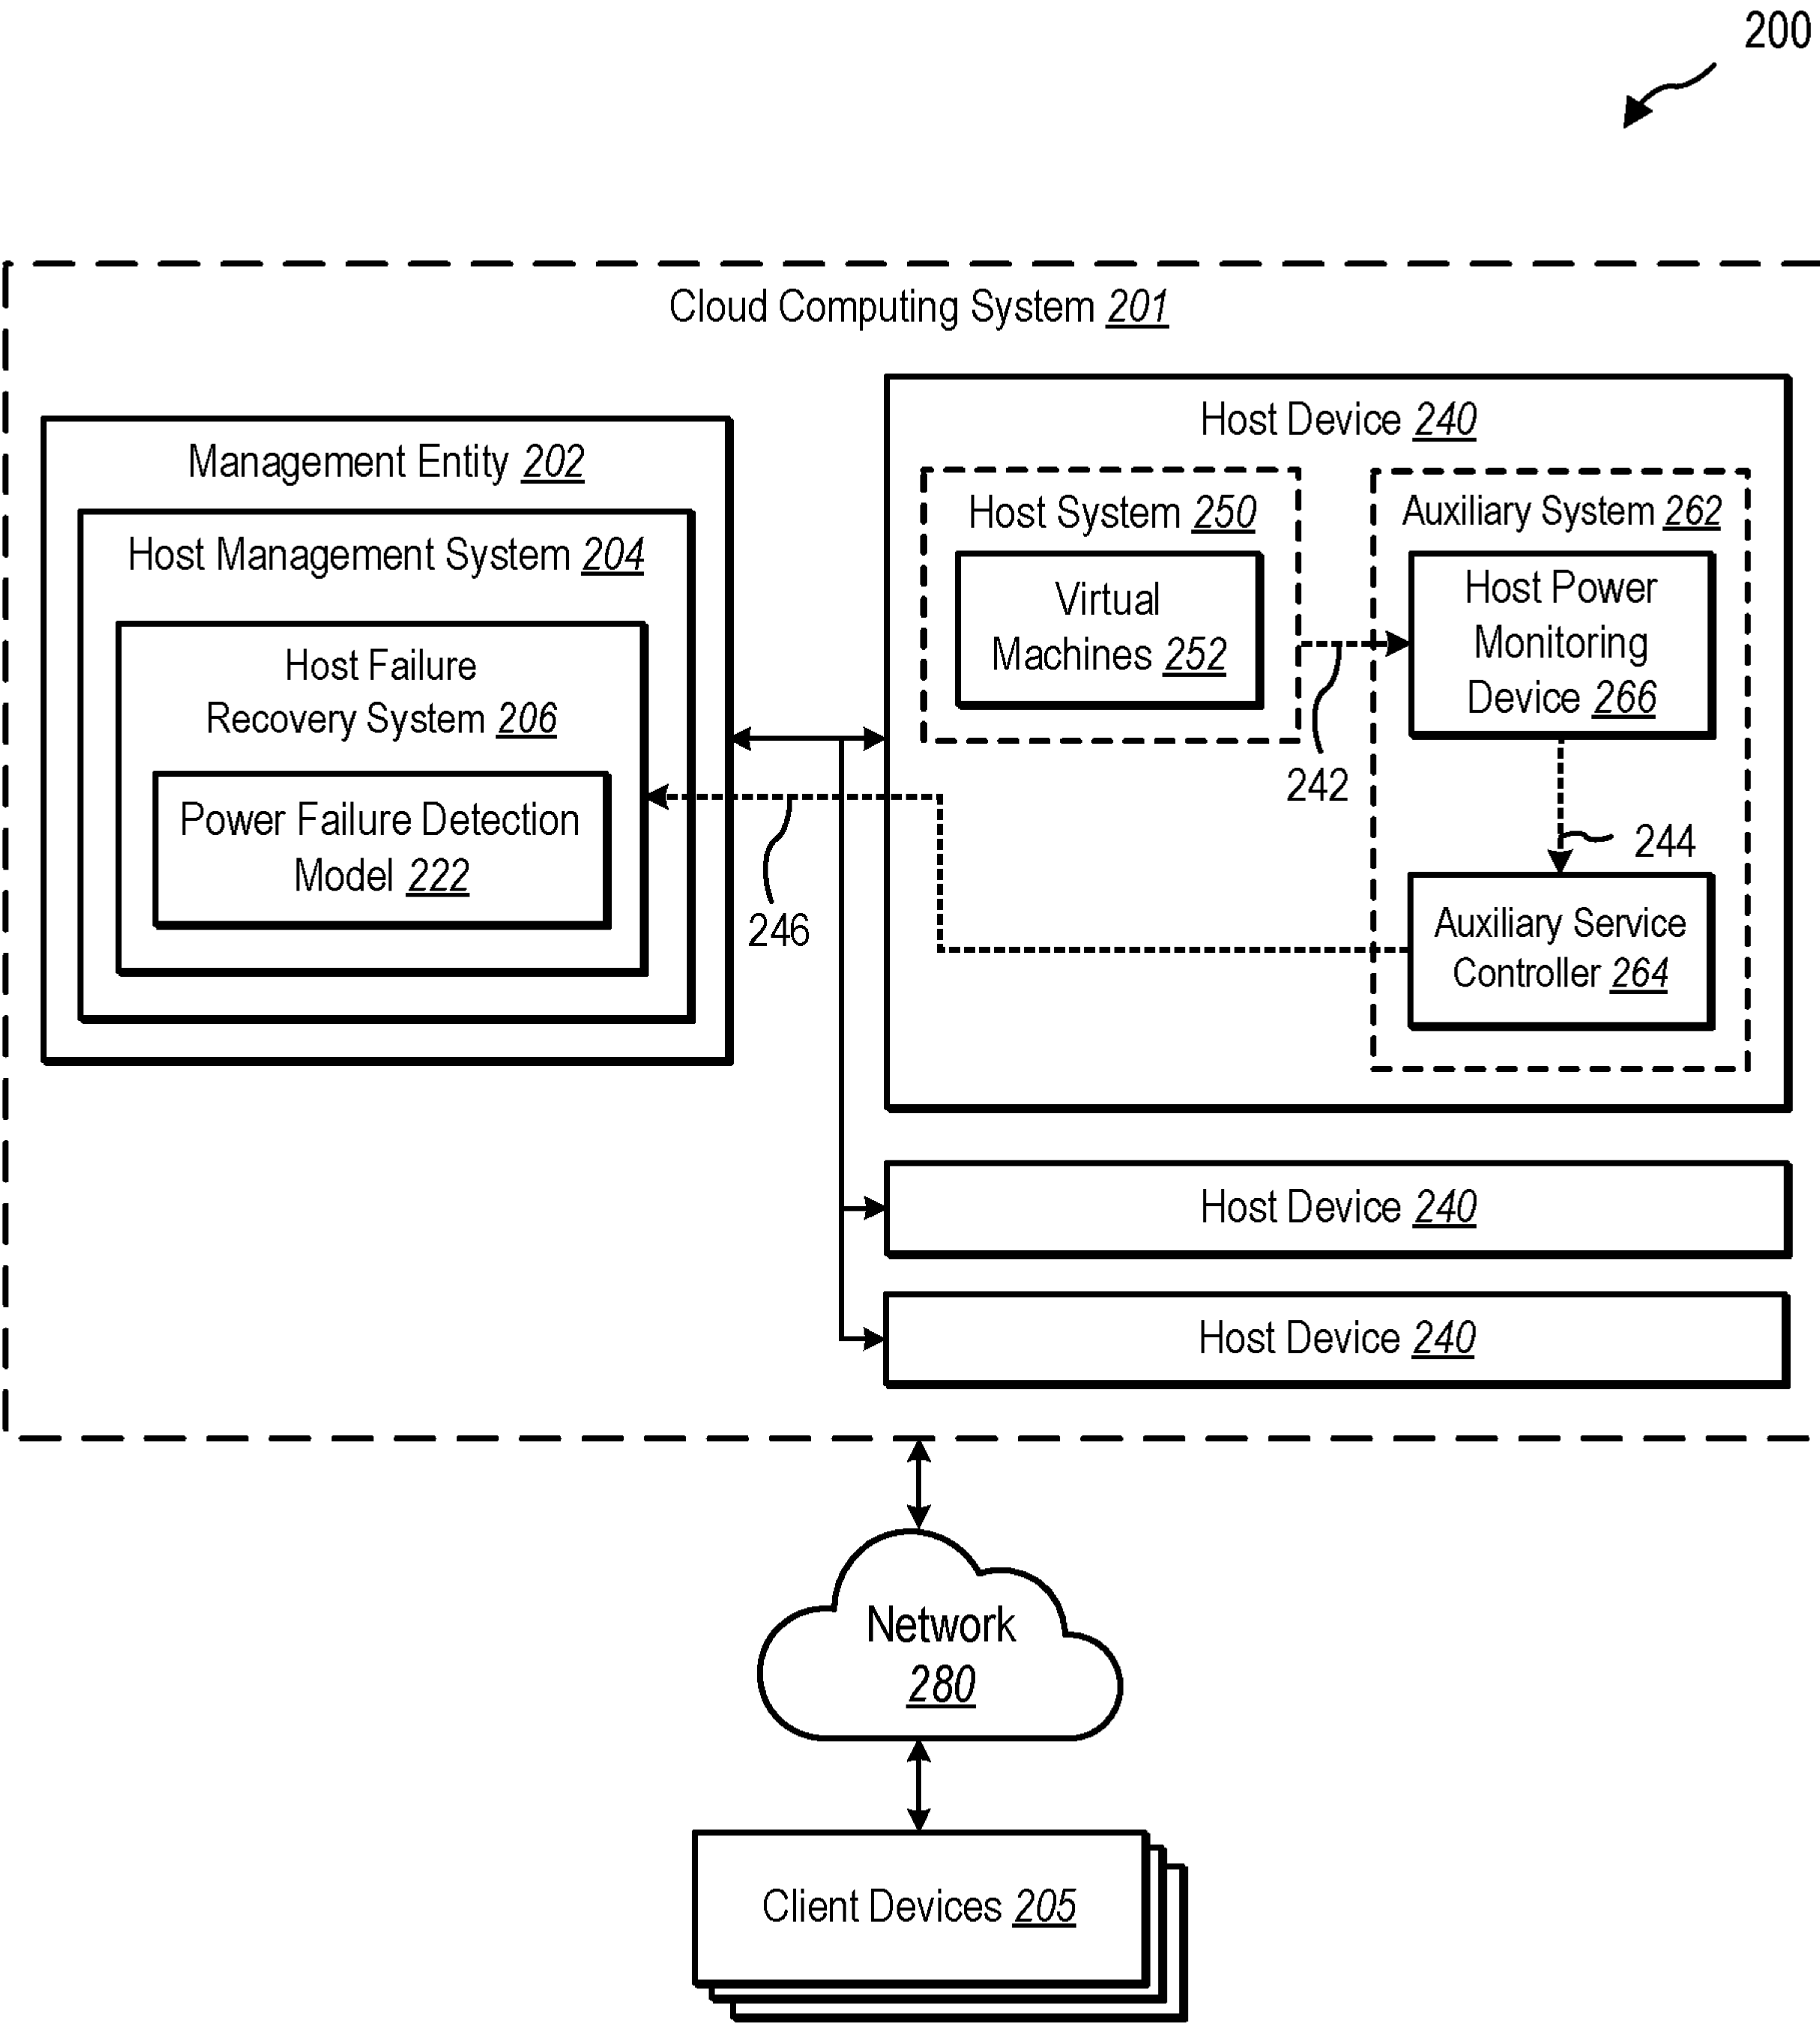 200
Cloud Computing System 201
Management Entity 202
Host Management System 204
Host Failure
Recovery System 206
Power Failure Detection
Model 222
246
Host Device 240
Host System 250
Virtual
Machines 252
242
Auxiliary System 262
Host Power
Monitoring
Device 266
244
Auxiliary Service
Controller 264
Host Device 240
Host Device 240
Network
280
Client Devices 205